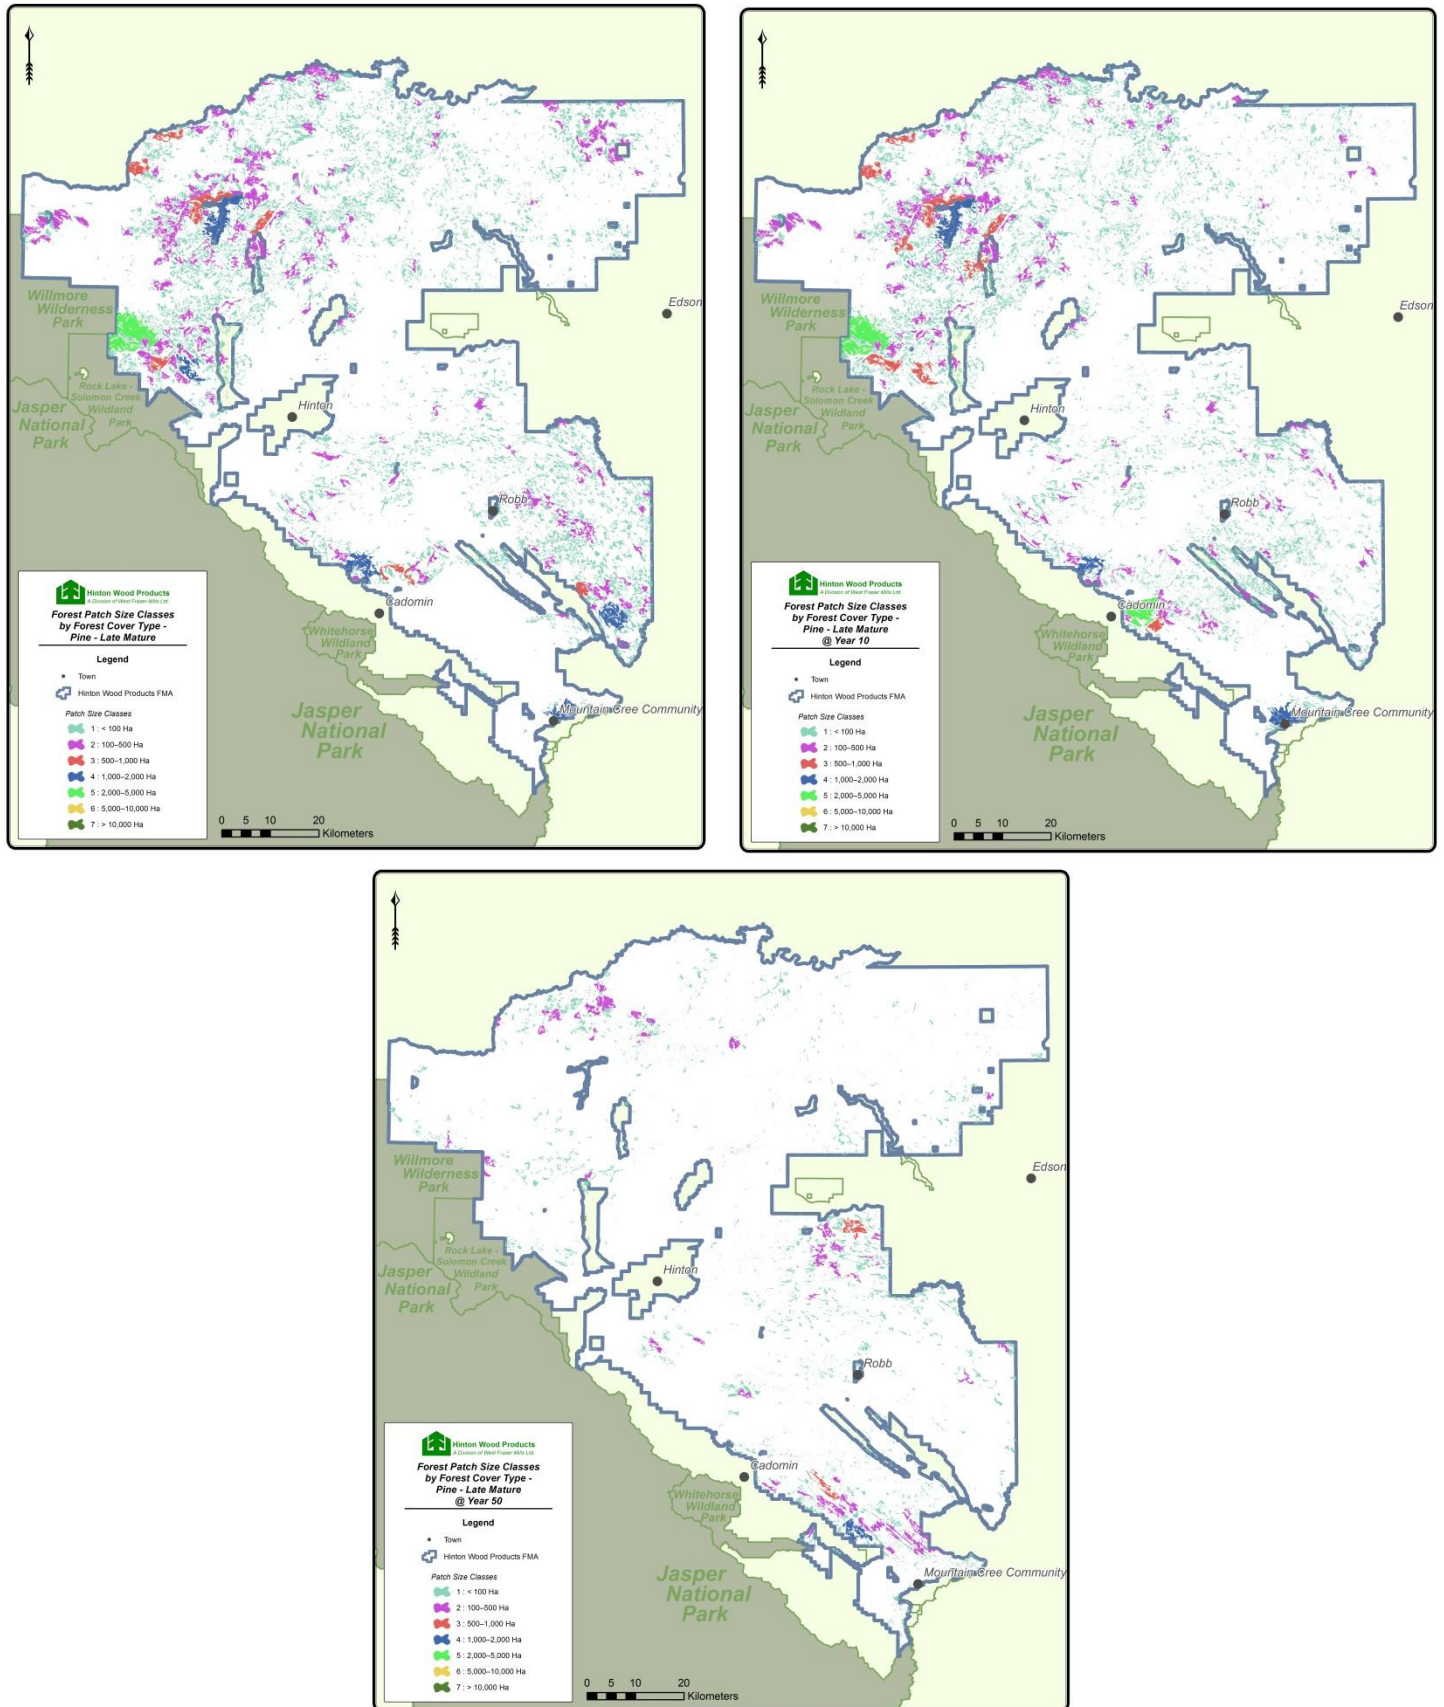 Willmore
Wilderness
Park
Edson
Rock Lake -
Solomon Creek
Wildland
Park
Jasper
National
Park
Hinton
Robb
Cadomin
Whitehorse
Wildland
Park
Mountain Cree Community
Jasper
National
Park
Hinton Wood Products
A Division of West Fraser Mills Ltd.
Forest Patch Size Classes
by Forest Cover Type -
Pine - Late Mature
Legend
Town
Hinton Wood Products FMA
Patch Size Classes
1 : < 100 Ha
2 : 100–500 Ha
3 : 500–1,000 Ha
4 : 1,000–2,000 Ha
5 : 2,000–5,000 Ha
6 : 5,000–10,000 Ha
7 : > 10,000 Ha
0 5 10 20
Kilometers
Willmore
Wilderness
Park
Edson
Rock Lake -
Solomon Creek
Wildland
Park
Jasper
National
Park
Hinton
Robb
Cadomin
Whitehorse
Wildland
Park
Mountain Cree Community
Jasper
National
Park
Hinton Wood Products
A Division of West Fraser Mills Ltd.
Forest Patch Size Classes
by Forest Cover Type -
Pine - Late Mature
@ Year 10
Legend
Town
Hinton Wood Products FMA
Patch Size Classes
1 : < 100 Ha
2 : 100–500 Ha
3 : 500–1,000 Ha
4 : 1,000–2,000 Ha
5 : 2,000–5,000 Ha
6 : 5,000–10,000 Ha
7 : > 10,000 Ha
0 5 10 20
Kilometers
Willmore
Wilderness
Park
Edson
Rock Lake -
Solomon Creek
Wildland
Park
Jasper
National
Park
Hinton
Robb
Cadomin
Whitehorse
Wildland
Park
Mountain Cree Community
Jasper
National
Park
Hinton Wood Products
A Division of West Fraser Mills Ltd.
Forest Patch Size Classes
by Forest Cover Type -
Pine - Late Mature
@ Year 50
Legend
Town
Hinton Wood Products FMA
Patch Size Classes
1 : < 100 Ha
2 : 100–500 Ha
3 : 500–1,000 Ha
4 : 1,000–2,000 Ha
5 : 2,000–5,000 Ha
6 : 5,000–10,000 Ha
7 : > 10,000 Ha
0 5 10 20
Kilometers